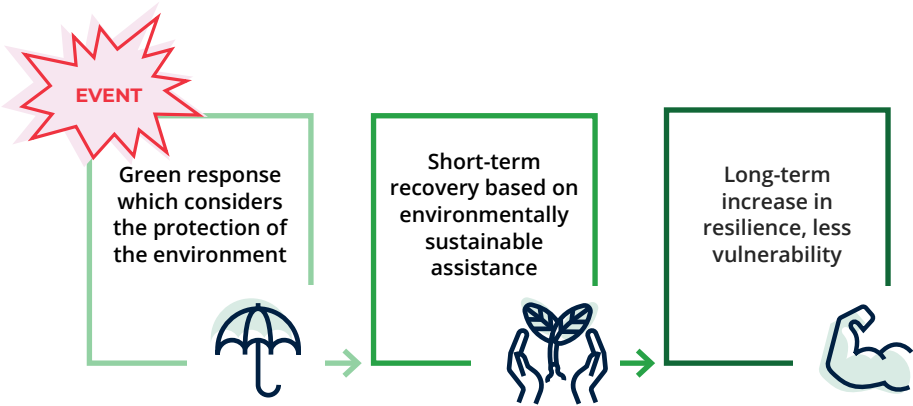 EVENT
Green response
which considers
the protection of
the environment
Short-term
recovery based on
environmentally
sustainable
assistance
Long-term
increase in
resilience, less
vulnerability